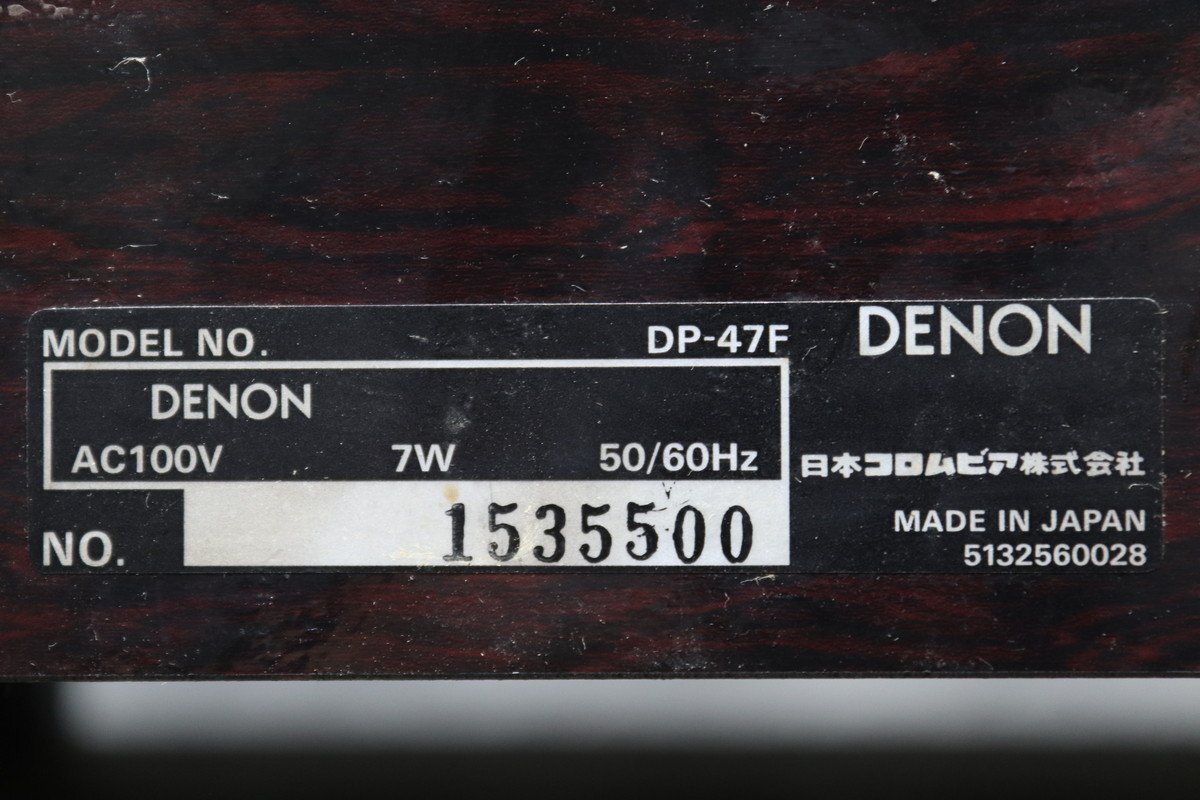 MODEL NO. DP-47F
DENON
AC100V 7W 50/60Hz
NO. 1535500
DENON
日本コロムビア株式会社
MADE IN JAPAN
5132560028